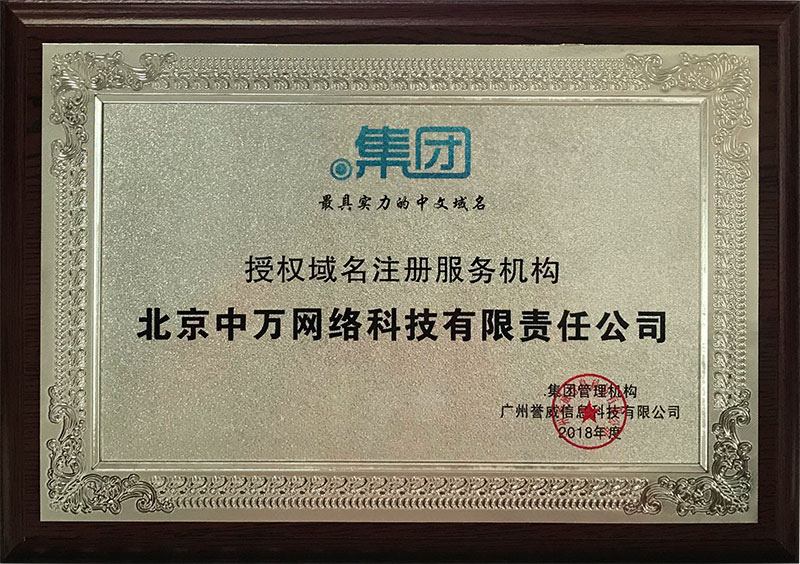 .集团
最具实力的中文域名
授权域名注册服务机构
北京中万网络科技有限责任公司
.集团管理机构
广州誉威信息科技有限公司
2018年度